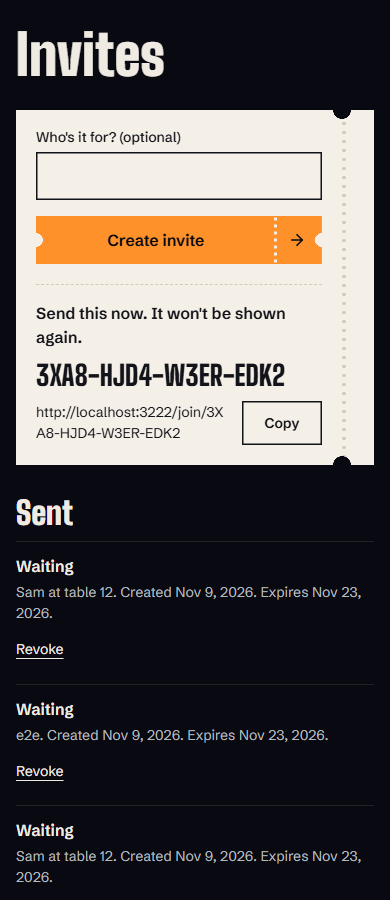 Invites
Who's it for? (optional)
Create invite →
Send this now. It won't be shown
again.
3XA8-HJD4-W3ER-EDK2
http://localhost:3222/join/3X
A8-HJD4-W3ER-EDK2
Copy
Sent
Waiting
Sam at table 12. Created Nov 9, 2026. Expires Nov 23,
2026.
Revoke
Waiting
e2e. Created Nov 9, 2026. Expires Nov 23, 2026.
Revoke
Waiting
Sam at table 12. Created Nov 9, 2026. Expires Nov 23,
2026.